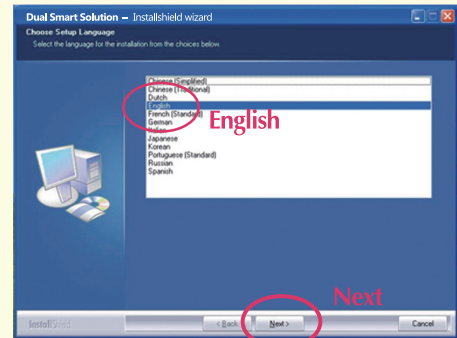 Dual Smart Solution – Installshield wizard
Choose Setup Language
Select the language for the installation from the choices below.
Chinese (Simplified)
Chinese (Traditional)
Dutch
English
French (Standard)
German
Italian
Japanese
Korean
Portuguese (Standard)
Russian
Spanish
English
Next
InstallShield
< Back
Next >
Cancel